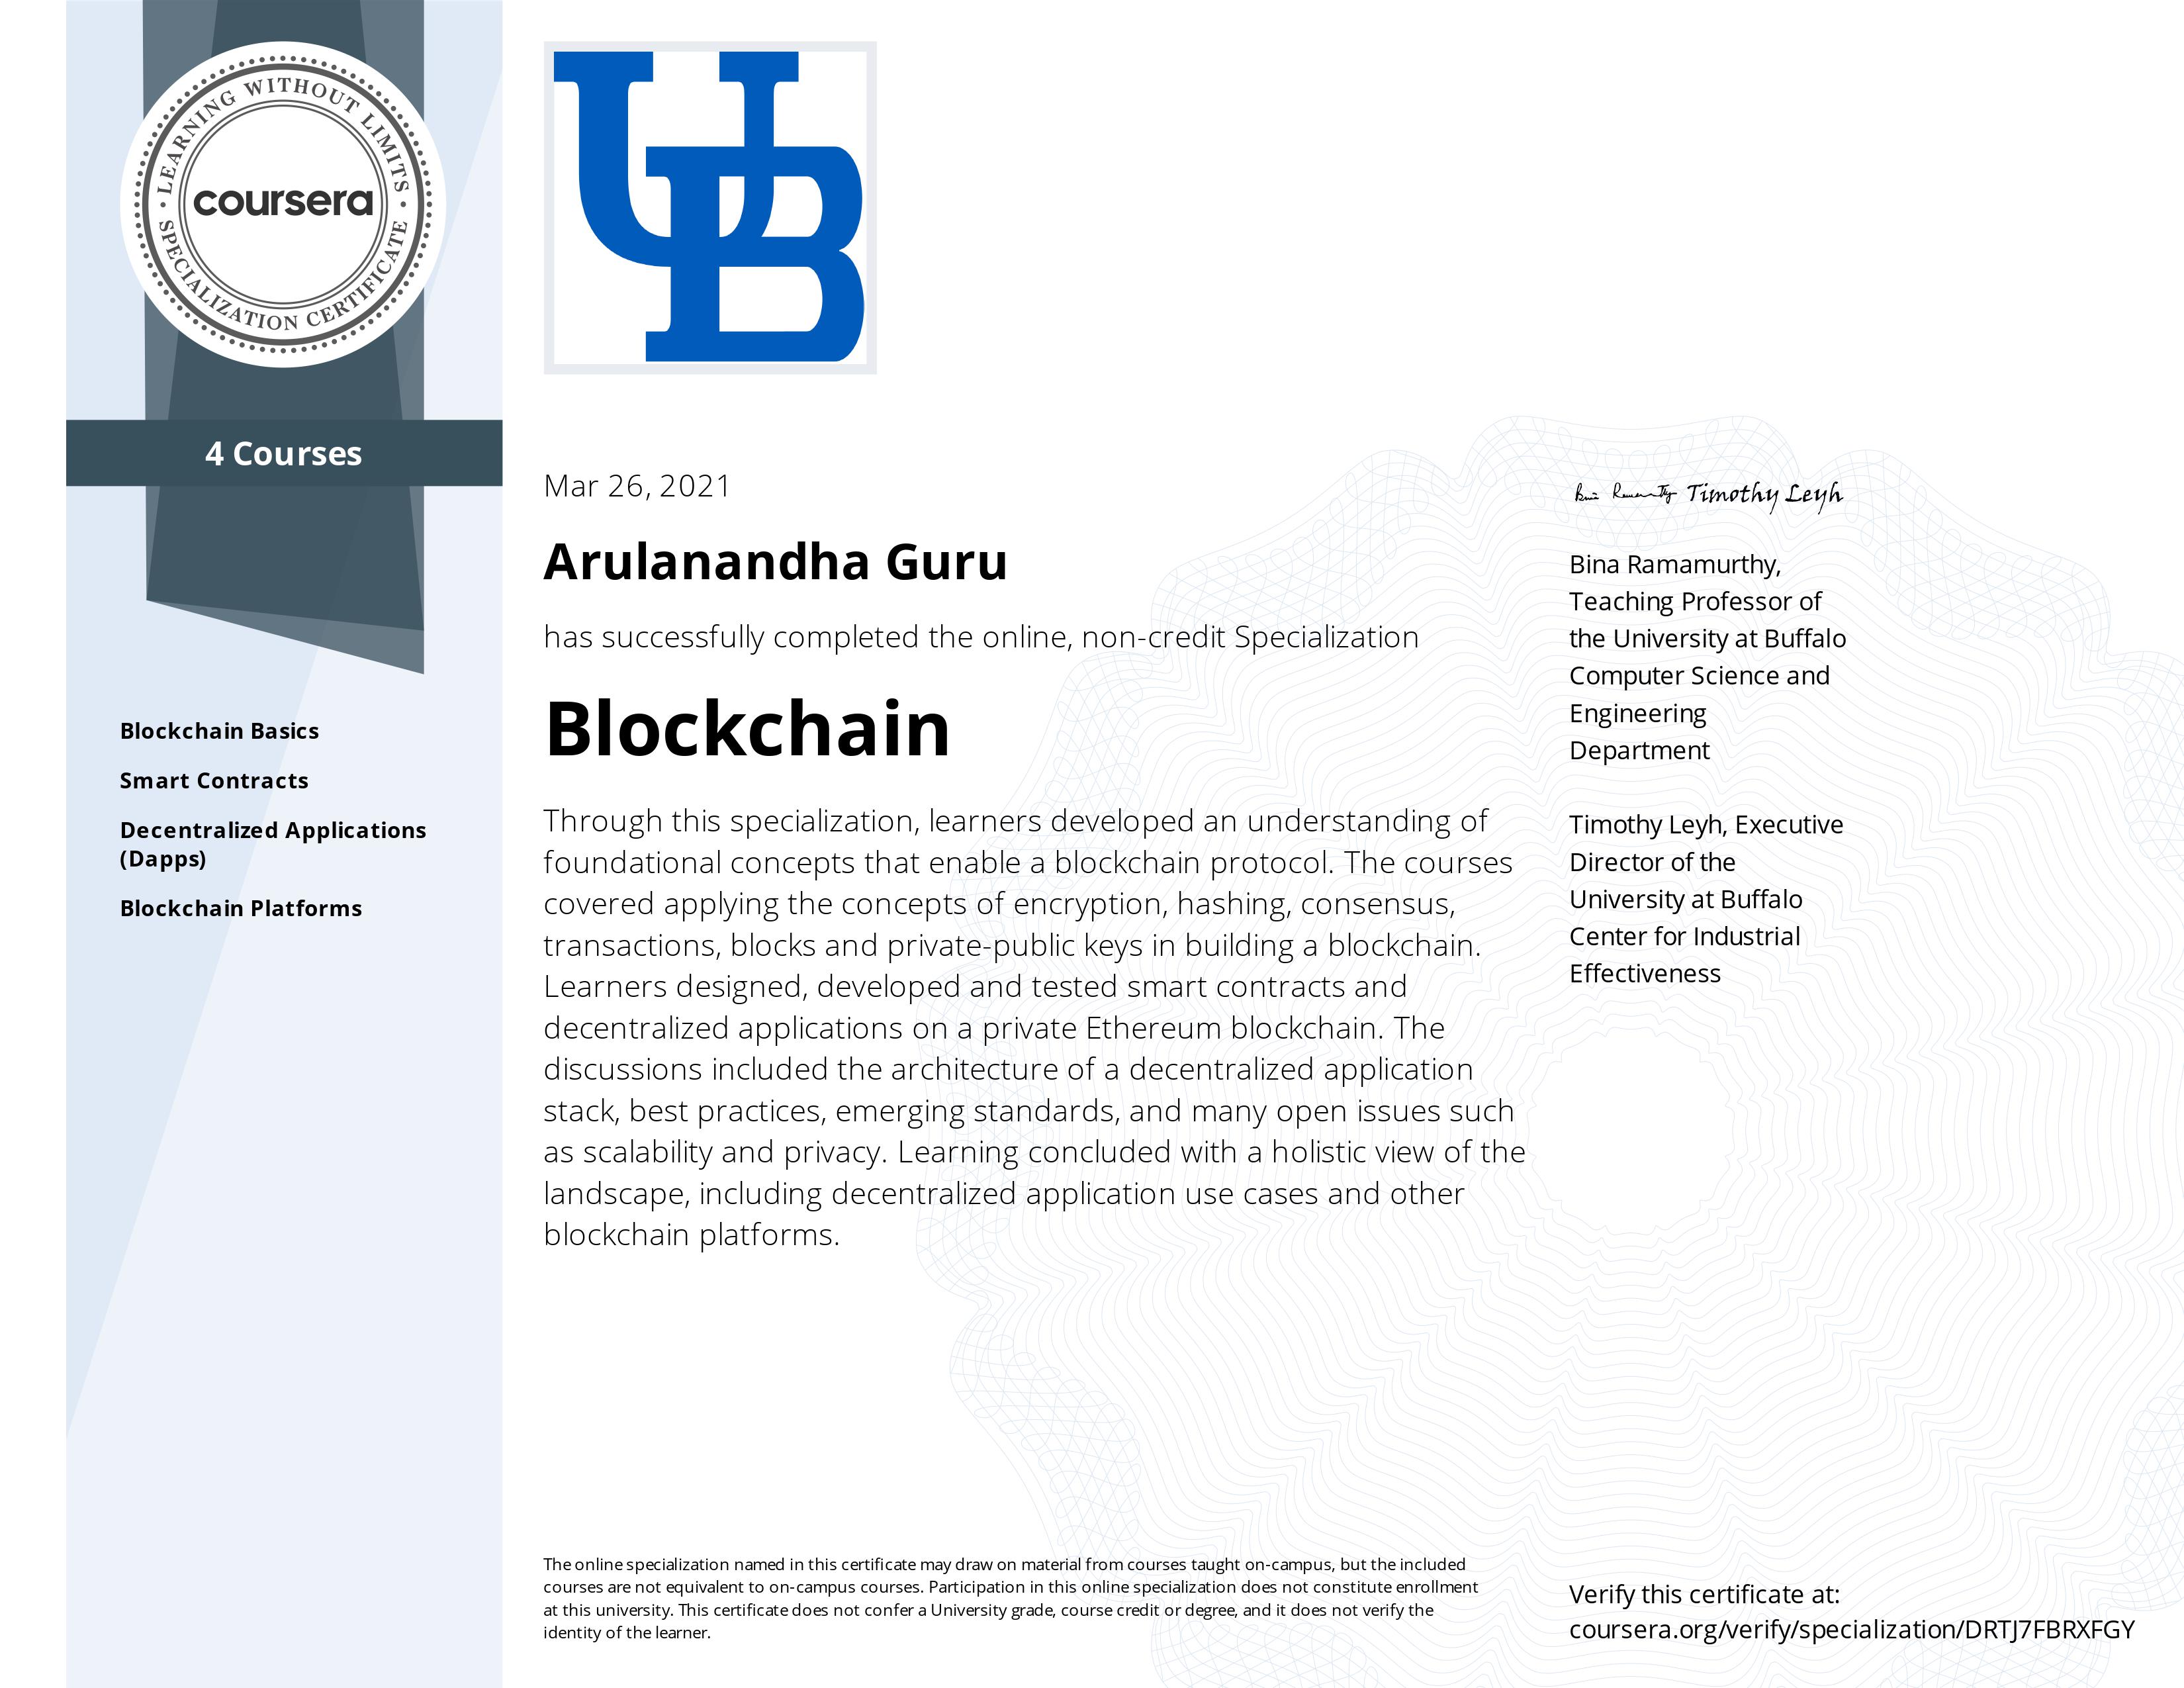 LEARNING WITHOUT LIMITS
coursera
SPECIALIZATION CERTIFICATE
4 Courses
Blockchain Basics
Smart Contracts
Decentralized Applications
(Dapps)
Blockchain Platforms
UB
Mar 26, 2021
Arulanandha Guru
has successfully completed the online, non-credit Specialization
Blockchain
Through this specialization, learners developed an understanding of
foundational concepts that enable a blockchain protocol. The courses
covered applying the concepts of encryption, hashing, consensus,
transactions, blocks and private-public keys in building a blockchain.
Learners designed, developed and tested smart contracts and
decentralized applications on a private Ethereum blockchain. The
discussions included the architecture of a decentralized application
stack, best practices, emerging standards, and many open issues such
as scalability and privacy. Learning concluded with a holistic view of the
landscape, including decentralized application use cases and other
blockchain platforms.
Timothy Leyh
Bina Ramamurthy,
Teaching Professor of
the University at Buffalo
Computer Science and
Engineering
Department
Timothy Leyh, Executive
Director of the
University at Buffalo
Center for Industrial
Effectiveness
The online specialization named in this certificate may draw on material from courses taught on-campus, but the included
courses are not equivalent to on-campus courses. Participation in this online specialization does not constitute enrollment
at this university. This certificate does not confer a University grade, course credit or degree, and it does not verify the
identity of the learner.
Verify this certificate at:
coursera.org/verify/specialization/DRTJ7FBRXFGY